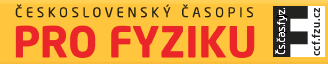 ČESKOSLOVENSKÝ ČASOPIS
PRO FYZIKU
čs.čas.fyz.
ccf.fzu.cz